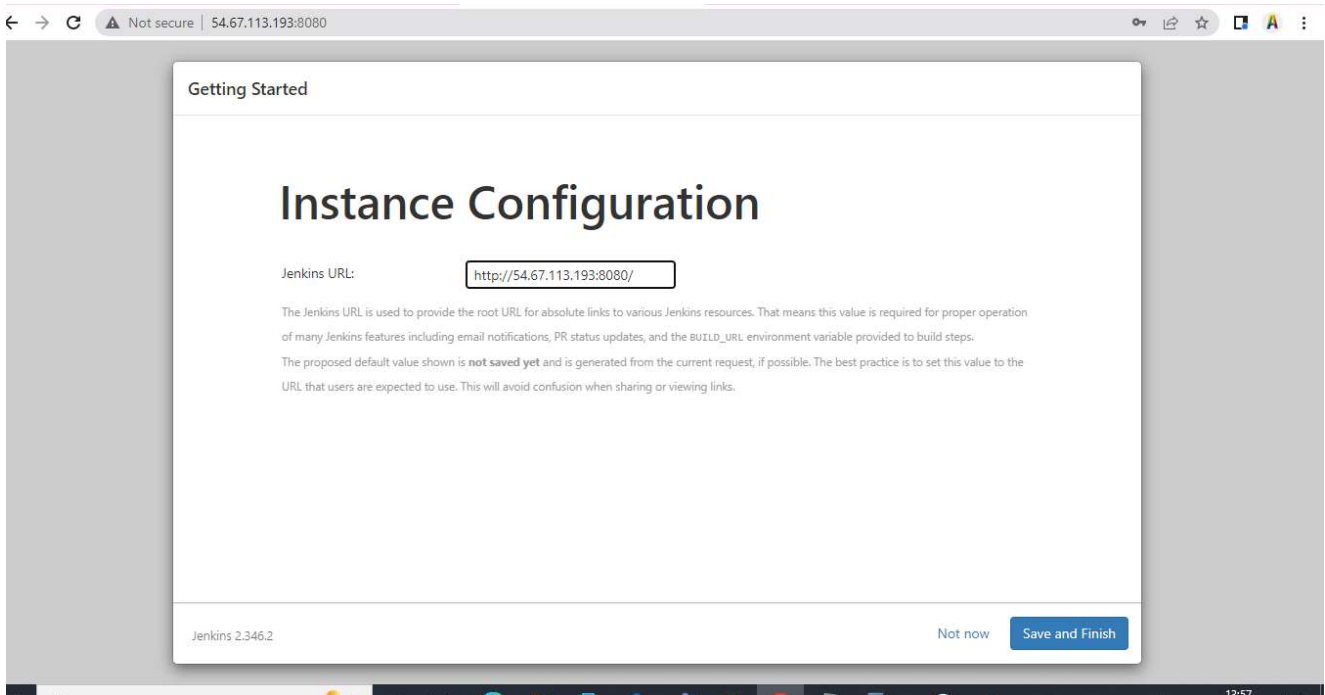 Not secure | 54.67.113.193:8080
Getting Started
Instance Configuration
Jenkins URL: http://54.67.113.193:8080/
The Jenkins URL is used to provide the root URL for absolute links to various Jenkins resources. That means this value is required for proper operation
of many Jenkins features including email notifications, PR status updates, and the BUILD_URL environment variable provided to build steps.
The proposed default value shown is not saved yet and is generated from the current request, if possible. The best practice is to set this value to the
URL that users are expected to use. This will avoid confusion when sharing or viewing links.
Jenkins 2.346.2
Not now
Save and Finish